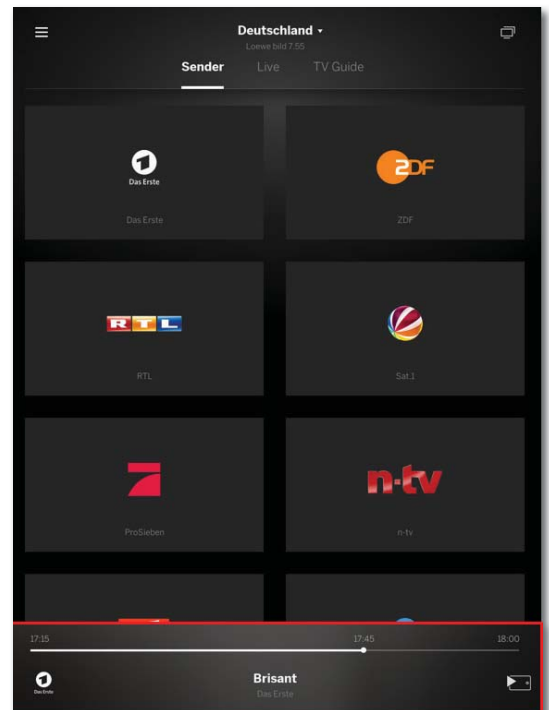 Deutschland
Loewe bild 7.55
Sender Live TV Guide
Das Erste
ZDF
Das Erste ZDF
RTL
RTL Sat.1
n-tv
ProSieben n-tv
17:15 17:45 18:00
Das Erste
Brisant
Das Erste